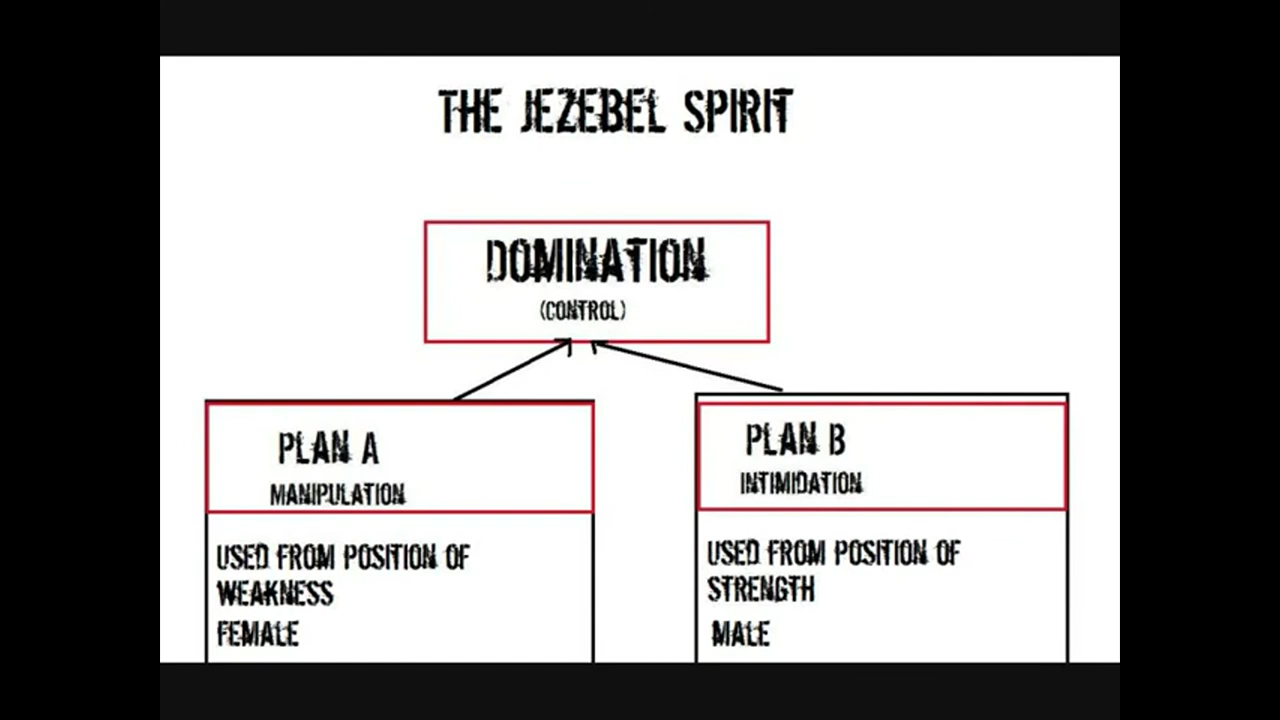 THE JEZEBEL SPIRIT
DOMINATION
(CONTROL)
PLAN A
MANIPULATION
USED FROM POSITION OF
WEAKNESS
FEMALE
PLAN B
INTIMIDATION
USED FROM POSITION OF
STRENGTH
MALE